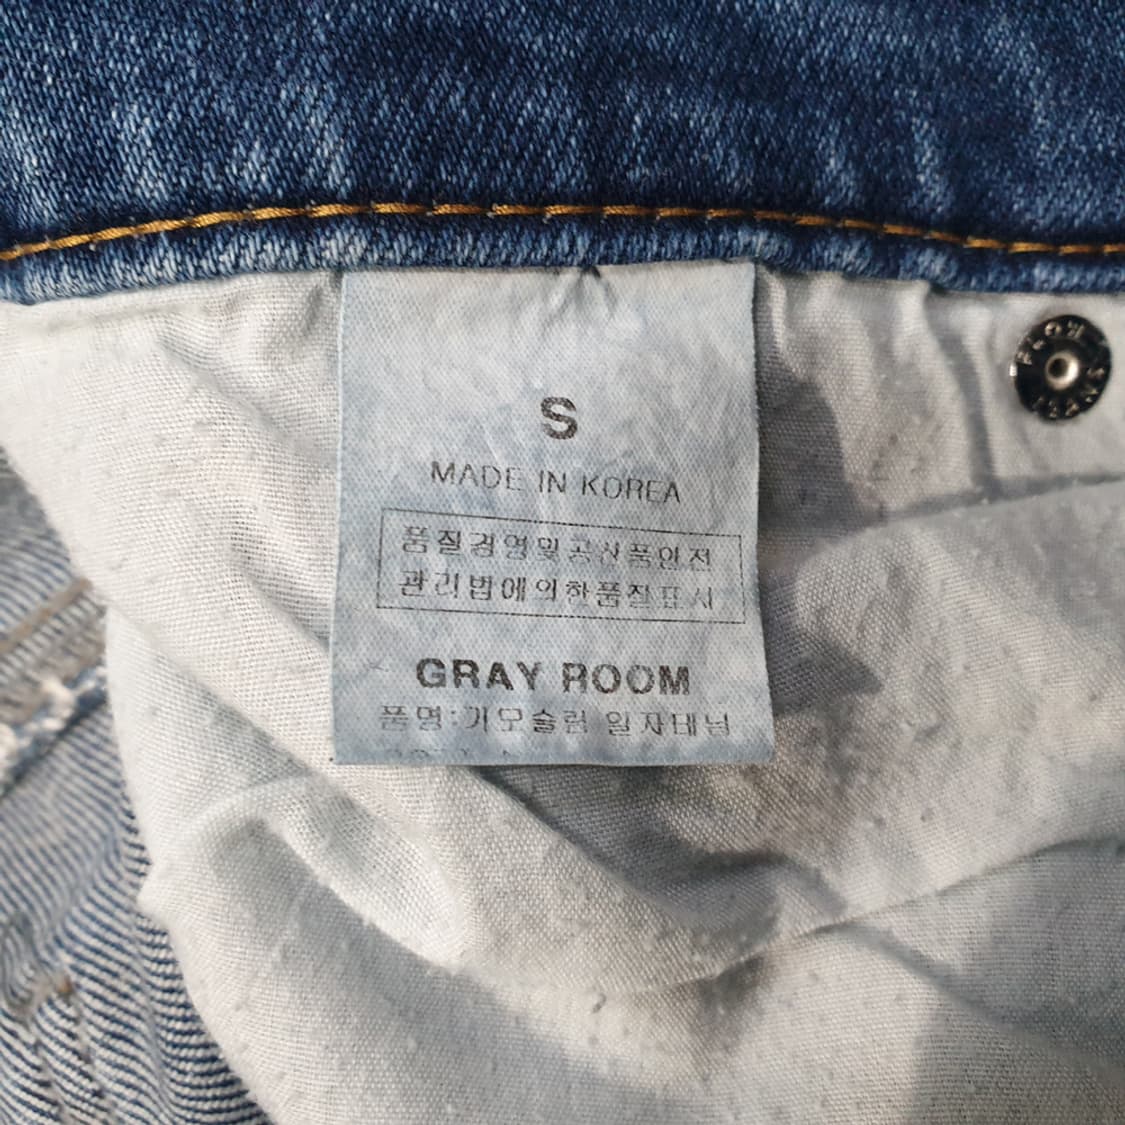 S
MADE IN KOREA
품질경영및공산품안전
관리법에의한품질표시
GRAY ROOM
품명:기모슬림 일자데님